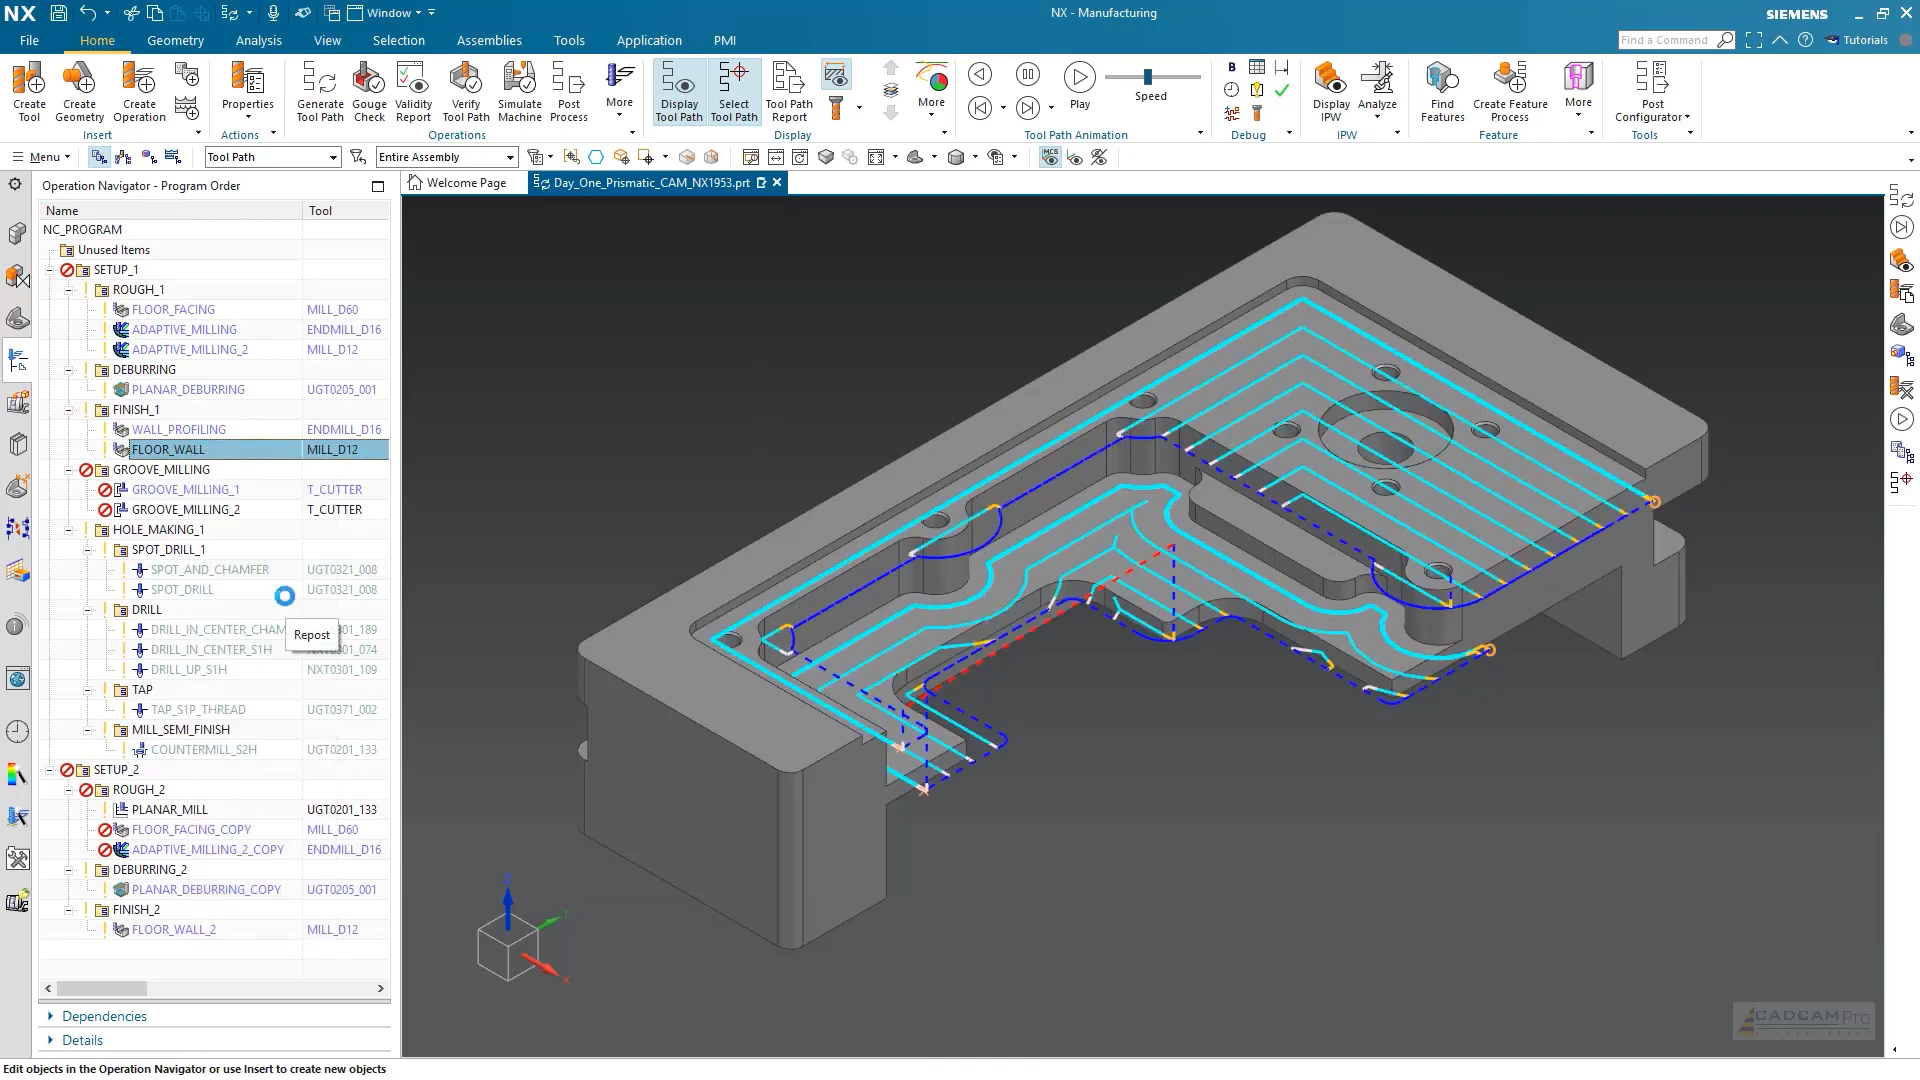 NX
Window
NX - Manufacturing
SIEMENS
File
Home
Geometry
Analysis
View
Selection
Assemblies
Tools
Application
PMI
Find a Command
Tutorials
Create Tool
Create Geometry
Create Operation
Properties
Generate Tool Path
Gouge Check
Validity Report
Verify Tool Path
Simulate Machine
Post Process
More
Display Tool Path
Select Tool Path
Tool Path Report
More
Play
Speed
Display IPW
Analyze
Find Features
Create Feature Process
More
Post Configurator
Insert
Actions
Operations
Display
Tool Path Animation
Debug
IPW
Feature
Tools
Menu
Tool Path
Entire Assembly
MCS
Operation Navigator - Program Order
Welcome Page
Day_One_Prismatic_CAM_NX1953.prt
Name Tool
NC_PROGRAM
Unused Items
SETUP_1
ROUGH_1
FLOOR_FACING MILL_D60
ADAPTIVE_MILLING ENDMILL_D16
ADAPTIVE_MILLING_2 MILL_D12
DEBURRING
PLANAR_DEBURRING UGT0205_001
FINISH_1
WALL_PROFILING ENDMILL_D16
FLOOR_WALL MILL_D12
GROOVE_MILLING
GROOVE_MILLING_1 T_CUTTER
GROOVE_MILLING_2 T_CUTTER
HOLE_MAKING_1
SPOT_DRILL_1
SPOT_AND_CHAMFER UGT0321_008
SPOT_DRILL UGT0321_008
DRILL
DRILL_IN_CENTER_CHAM 301_189
Repost
DRILL_IN_CENTER_S1H NXT0301_074
DRILL_UP_S1H NXT0301_109
TAP
TAP_S1P_THREAD UGT0371_002
MILL_SEMI_FINISH
COUNTERMILL_S2H UGT0201_133
SETUP_2
ROUGH_2
PLANAR_MILL UGT0201_133
FLOOR_FACING_COPY MILL_D60
ADAPTIVE_MILLING_2_COPY ENDMILL_D16
DEBURRING_2
PLANAR_DEBURRING_COPY UGT0205_001
FINISH_2
FLOOR_WALL_2 MILL_D12
Dependencies
Details
Z
Y
X
CADCAMPro
Edit objects in the Operation Navigator or use Insert to create new objects